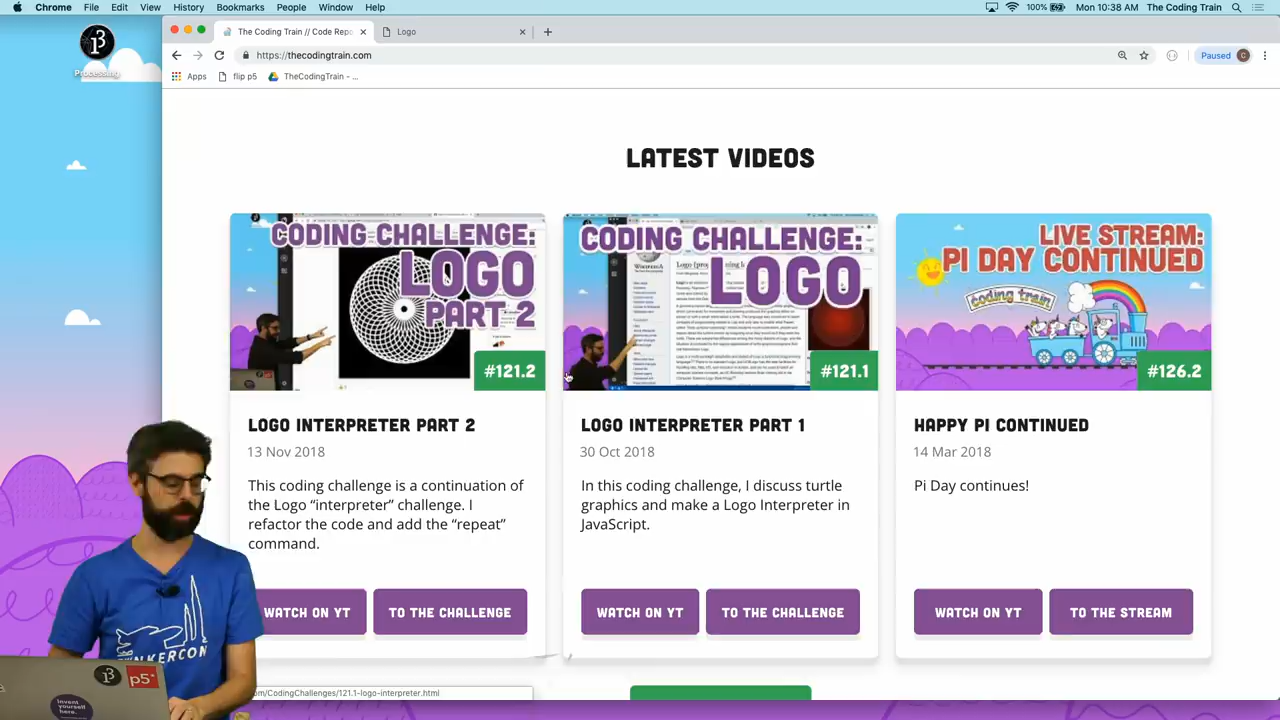 Chrome File Edit View History Bookmarks People Window Help 100% Mon 10:38 AM The Coding Train
Processing
The Coding Train // Code Repo
Logo
https://thecodingtrain.com
Paused C
Apps flip p5 TheCodingTrain - ...
LATEST VIDEOS
CODING CHALLENGE:
LOGO
PART 2
#121.2
CODING CHALLENGE:
LOGO
#121.1
LIVE STREAM:
PI DAY CONTINUED
Coding Train
#126.2
LOGO INTERPRETER PART 2
13 Nov 2018
This coding challenge is a continuation of
the Logo “interpreter” challenge. I
refactor the code and add the “repeat”
command.
WATCH ON YT
TO THE CHALLENGE
LOGO INTERPRETER PART 1
30 Oct 2018
In this coding challenge, I discuss turtle
graphics and make a Logo Interpreter in
JavaScript.
WATCH ON YT
TO THE CHALLENGE
HAPPY PI CONTINUED
14 Mar 2018
Pi Day continues!
WATCH ON YT
TO THE STREAM
om/CodingChallenges/121.1-logo-interpreter.html
p5*
Invent
yourself
here.